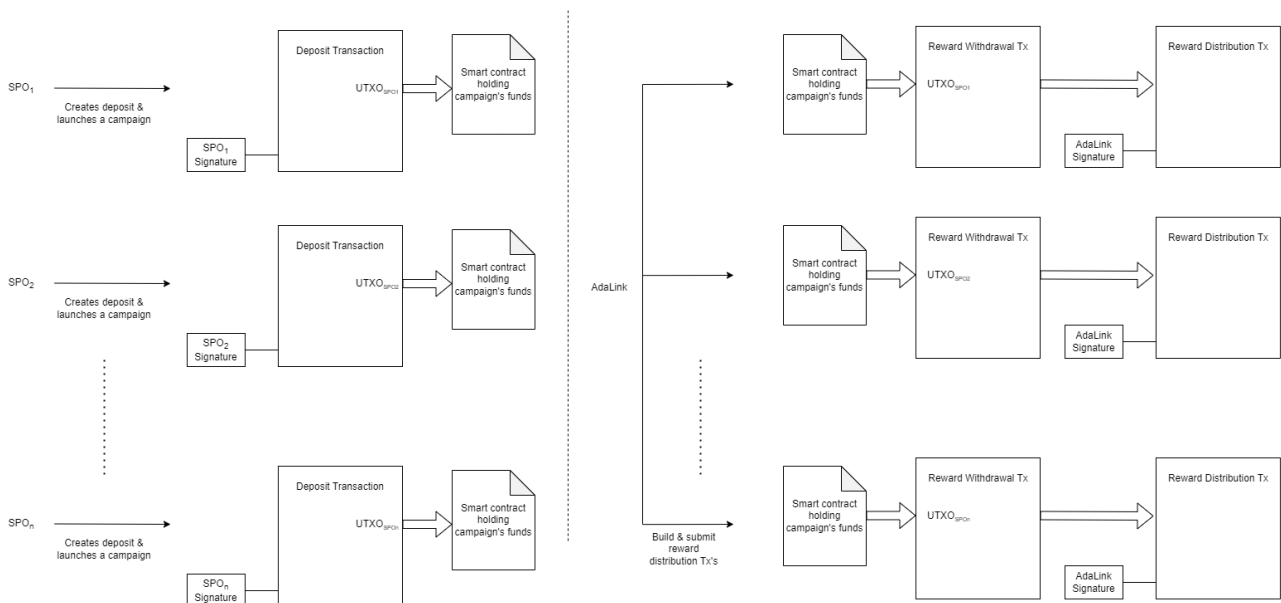 Deposit Transaction
SPO1
Creates deposit &
launches a campaign
UTXOSPO1
Smart contract
holding
campaign's funds
SPO1
Signature
Deposit Transaction
SPO2
Creates deposit &
launches a campaign
UTXOSPO2
Smart contract
holding
campaign's funds
SPO2
Signature
Deposit Transaction
SPOn
Creates deposit &
launches a campaign
UTXOSPOn
Smart contract
holding
campaign's funds
SPOn
Signature
AdaLink
Build & submit
reward
distribution Tx's
Smart contract
holding
campaign's funds
Reward Withdrawal Tx
UTXOSPO1
Reward Distribution Tx
AdaLink
Signature
Smart contract
holding
campaign's funds
Reward Withdrawal Tx
UTXOSPO2
Reward Distribution Tx
AdaLink
Signature
Smart contract
holding
campaign's funds
Reward Withdrawal Tx
UTXOSPOn
Reward Distribution Tx
AdaLink
Signature